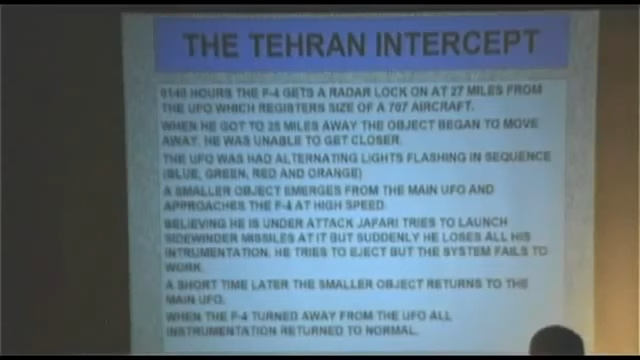 THE TEHRAN INTERCEPT
0140 HOURS THE F-4 GETS A RADAR LOCK ON AT 27 MILES FROM
THE UFO WHICH REGISTERS SIZE OF A 707 AIRCRAFT.
WHEN HE GOT TO 25 MILES AWAY THE OBJECT BEGAN TO MOVE
AWAY. HE WAS UNABLE TO GET CLOSER.
THE UFO WAS HAD ALTERNATING LIGHTS FLASHING IN SEQUENCE
(BLUE, GREEN, RED AND ORANGE)
A SMALLER OBJECT EMERGES FROM THE MAIN UFO AND
APPROACHES THE F-4 AT HIGH SPEED.
BELIEVING HE IS UNDER ATTACK JAFARI TRIES TO LAUNCH
SIDEWINDER MISSILES AT IT BUT SUDDENLY HE LOSES ALL HIS
INTRUMENTATION. HE TRIES TO EJECT BUT THE SYSTEM FAILS TO
WORK.
A SHORT TIME LATER THE SMALLER OBJECT RETURNS TO THE
MAIN UFO.
WHEN THE F-4 TURNED AWAY FROM THE UFO ALL
INSTRUMENTATION RETURNED TO NORMAL.